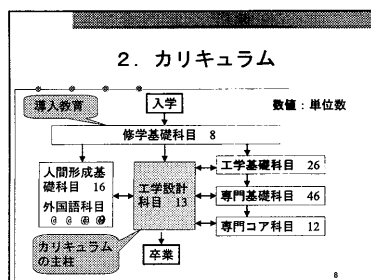 2．カリキュラム
導入教育
入学
数値：単位数
修学基礎科目 8
人間形成基
礎科目 16
外国語科目
工学設計
科目 13
工学基礎科目 26
専門基礎科目 46
専門コア科目 12
カリキュラム
の主柱
卒業
8